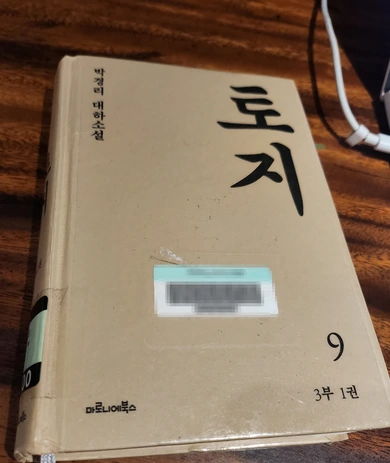 박경리 대하소설
토지
9
3부 1권
마로니에북스